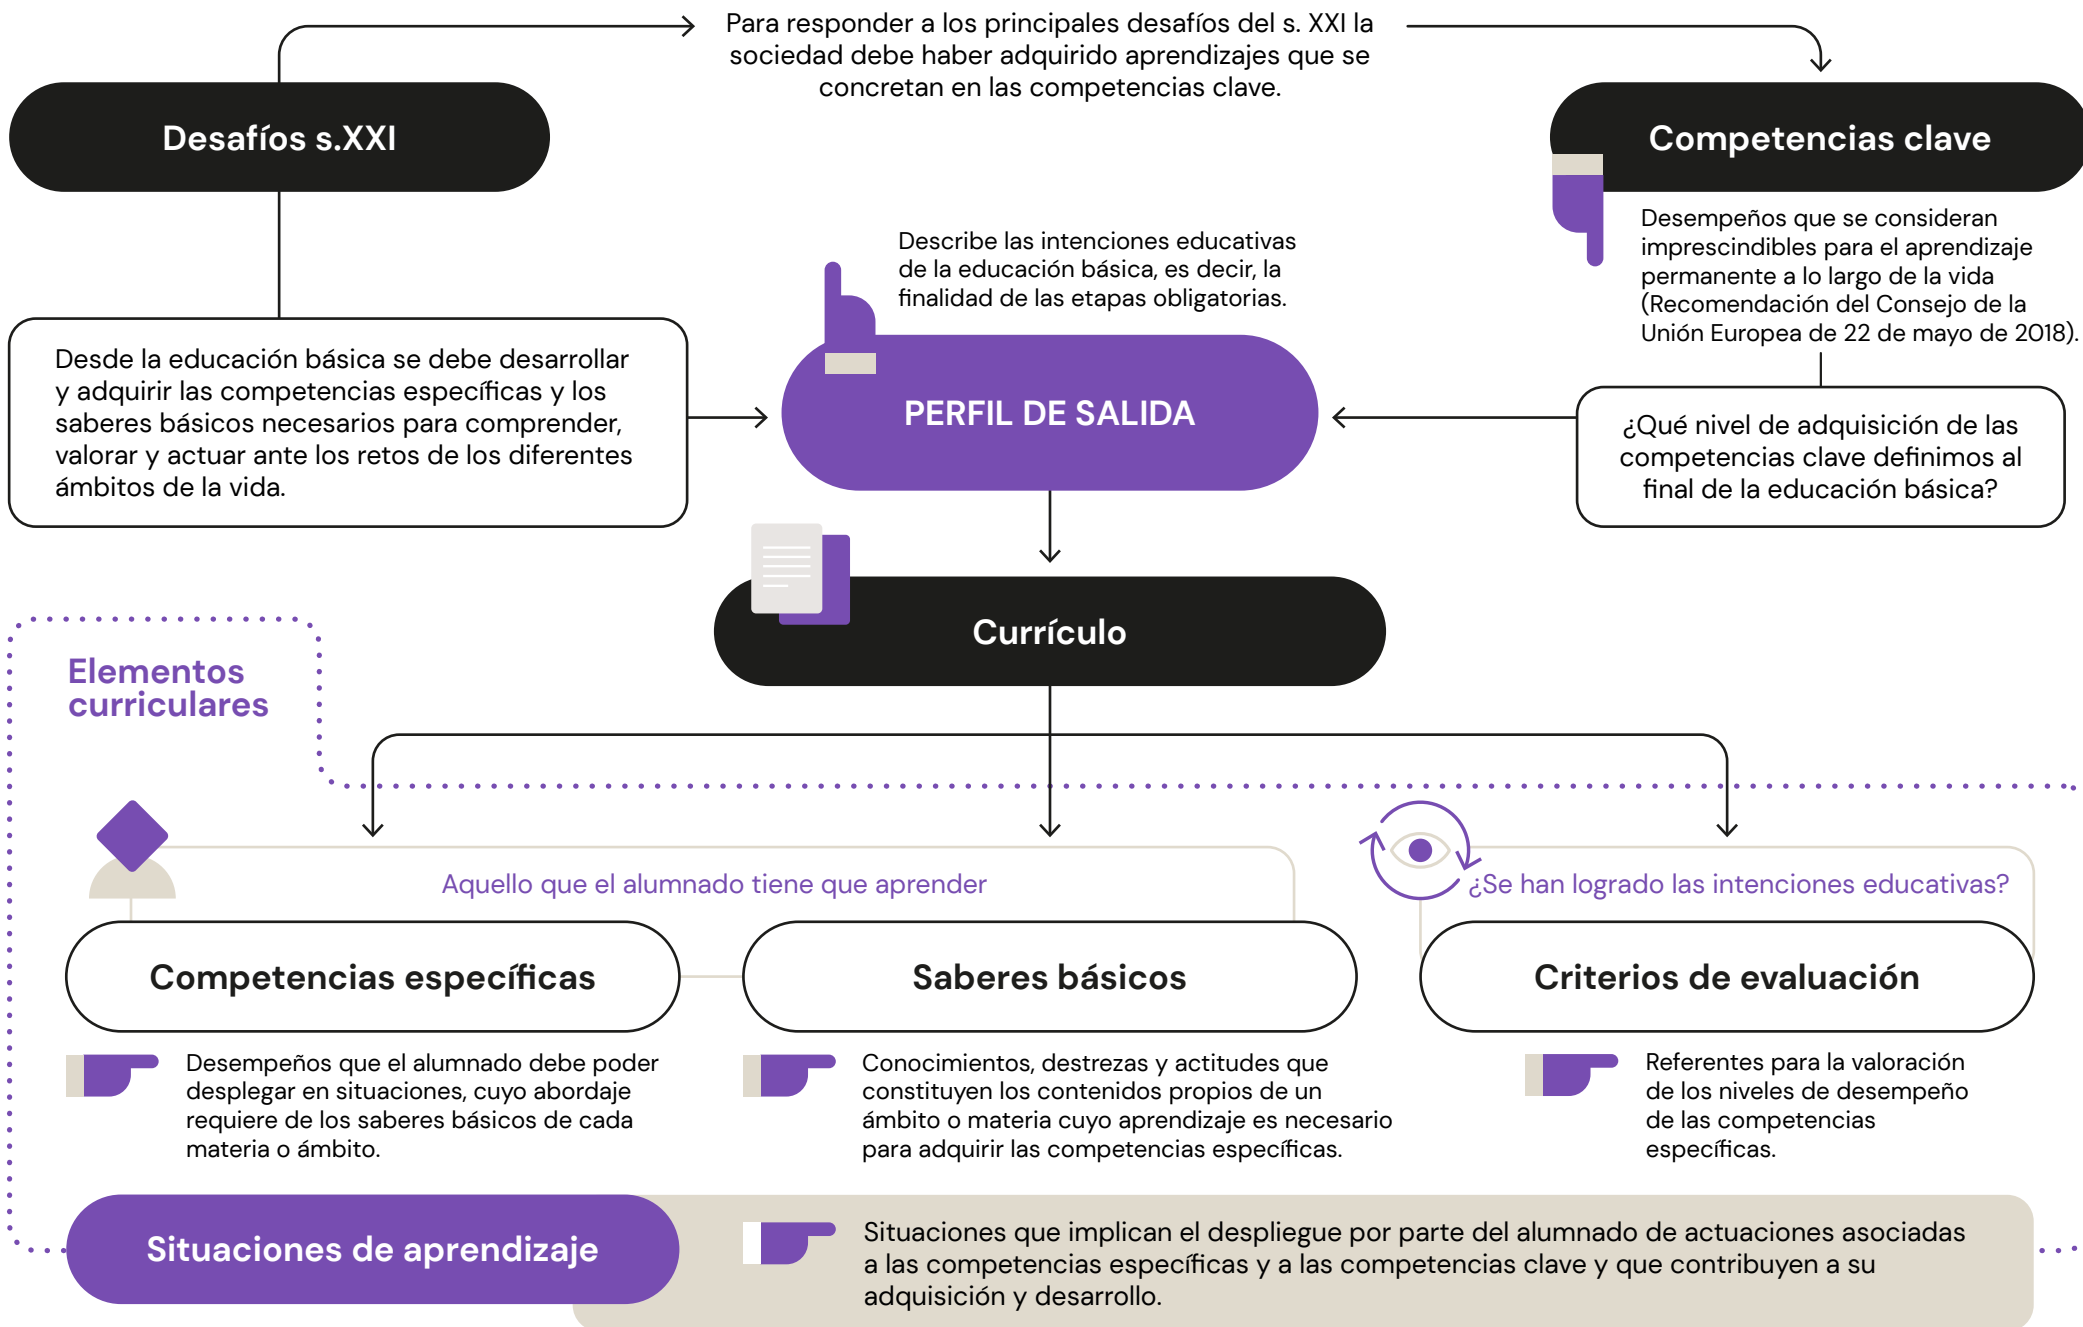 Para responder a los principales desafíos del s. XXI la
sociedad debe haber adquirido aprendizajes que se
concretan en las competencias clave.
Desafíos s.XXI
Competencias clave
Desempeños que se consideran
imprescindibles para el aprendizaje
permanente a lo largo de la vida
(Recomendación del Consejo de la
Unión Europea de 22 de mayo de 2018).
Describe las intenciones educativas
de la educación básica, es decir, la
finalidad de las etapas obligatorias.
Desde la educación básica se debe desarrollar
y adquirir las competencias específicas y los
saberes básicos necesarios para comprender,
valorar y actuar ante los retos de los diferentes
ámbitos de la vida.
PERFIL DE SALIDA
¿Qué nivel de adquisición de las
competencias clave definimos al
final de la educación básica?
Currículo
Elementos
curriculares
Aquello que el alumnado tiene que aprender
¿Se han logrado las intenciones educativas?
Competencias específicas
Saberes básicos
Criterios de evaluación
Desempeños que el alumnado debe poder
desplegar en situaciones, cuyo abordaje
requiere de los saberes básicos de cada
materia o ámbito.
Conocimientos, destrezas y actitudes que
constituyen los contenidos propios de un
ámbito o materia cuyo aprendizaje es necesario
para adquirir las competencias específicas.
Referentes para la valoración
de los niveles de desempeño
de las competencias
específicas.
Situaciones de aprendizaje
Situaciones que implican el despliegue por parte del alumnado de actuaciones asociadas
a las competencias específicas y a las competencias clave y que contribuyen a su
adquisición y desarrollo.